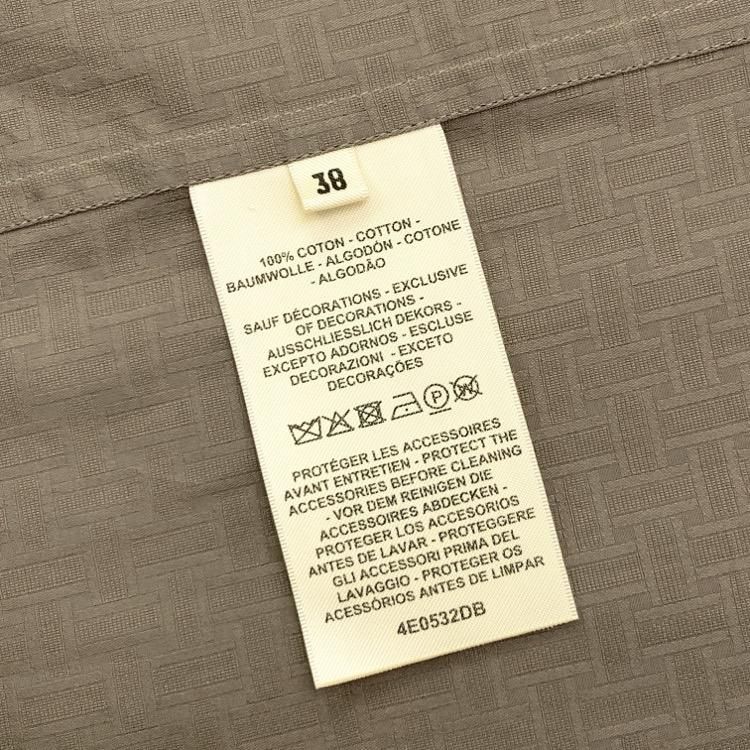 38
100% COTON - COTTON -
BAUMWOLLE - ALGODÓN - COTONE
- ALGODÃO
SAUF DÉCORATIONS - EXCLUSIVE
OF DECORATIONS -
AUSSCHLIESSLICH DEKORS -
EXCEPTO ADORNOS - ESCLUSE
DECORAZIONI - EXCETO
DECORAÇÕES
P W
PROTÉGER LES ACCESSOIRES
AVANT ENTRETIEN - PROTECT THE
ACCESSORIES BEFORE CLEANING
- VOR DEM REINIGEN DIE
ACCESSOIRES ABDECKEN -
PROTEGER LOS ACCESORIOS
ANTES DE LAVAR - PROTEGGERE
GLI ACCESSORI PRIMA DEL
LAVAGGIO - PROTEGER OS
ACESSÓRIOS ANTES DE LIMPAR
4E0532DB